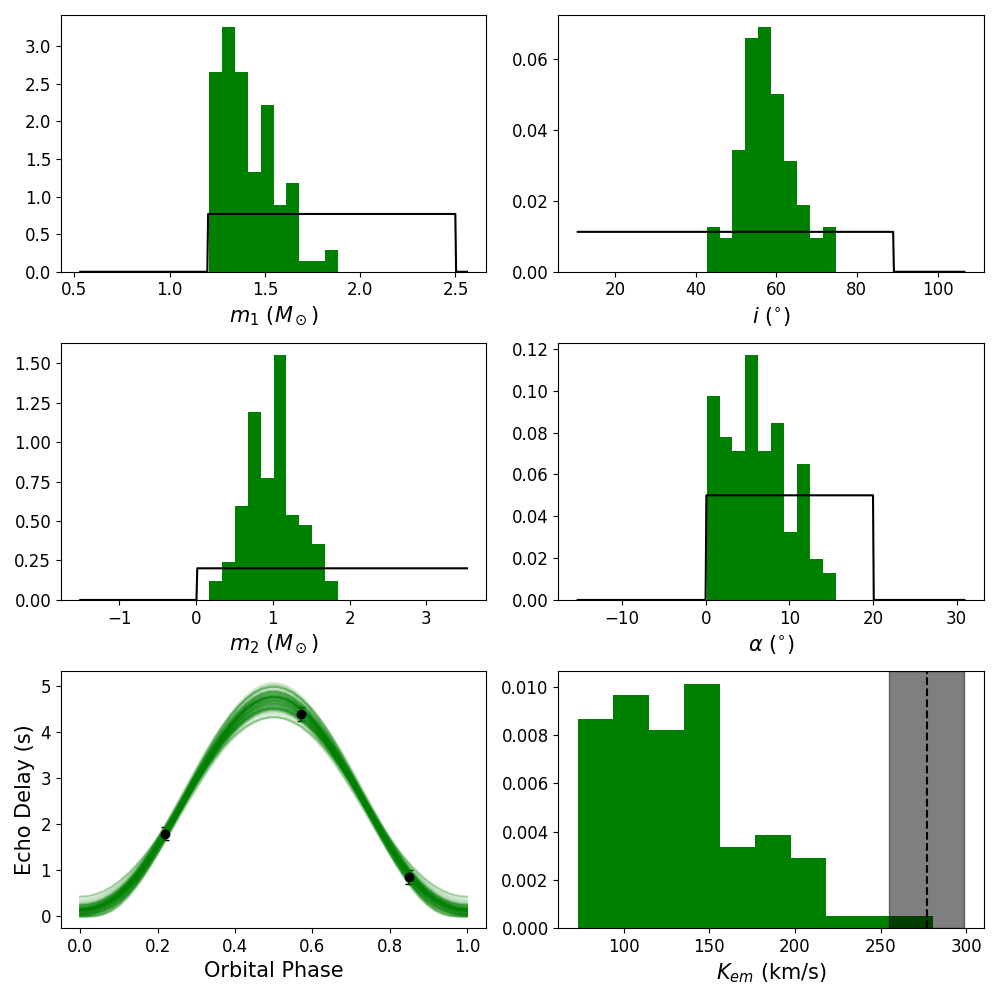 3.0
2.5
2.0
1.5
1.0
0.5
0.0
0.5 1.0 1.5 2.0 2.5
m₁ (M⊙)
0.06
0.04
0.02
0.00
20 40 60 80 100
i (°)
1.50
1.25
1.00
0.75
0.50
0.25
0.00
−1 0 1 2 3
m₂ (M⊙)
0.12
0.10
0.08
0.06
0.04
0.02
0.00
−10 0 10 20 30
α (°)
5
4
3
2
1
0
Echo Delay (s)
0.0 0.2 0.4 0.6 0.8 1.0
Orbital Phase
0.010
0.008
0.006
0.004
0.002
0.000
100 150 200 250 300
K_em (km/s)